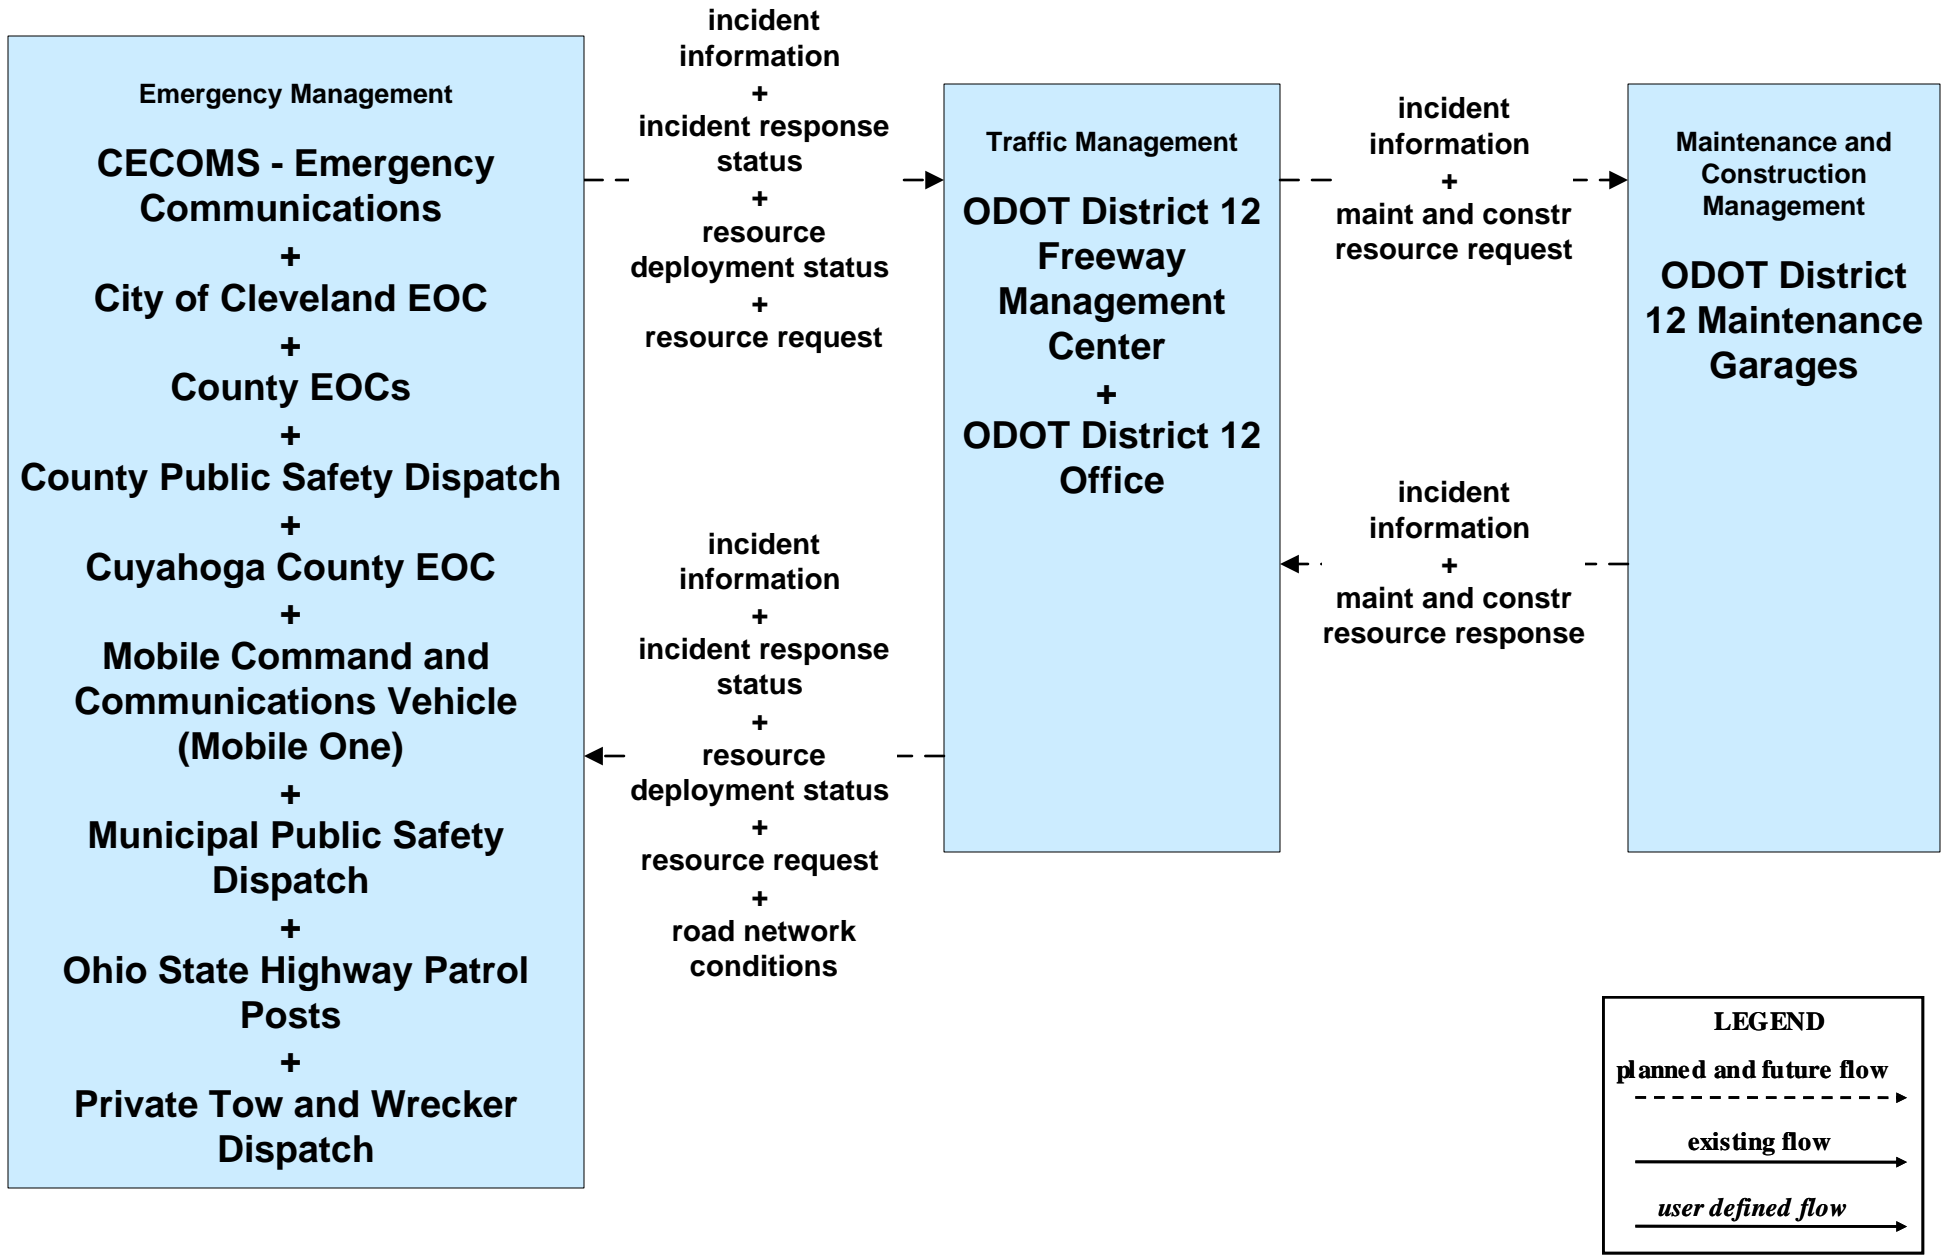 Emergency Management
CECOMS - Emergency
Communications
+
City of Cleveland EOC
+
County EOCs
+
County Public Safety Dispatch
+
Cuyahoga County EOC
+
Mobile Command and
Communications Vehicle
(Mobile One)
+
Municipal Public Safety
Dispatch
+
Ohio State Highway Patrol
Posts
+
Private Tow and Wrecker
Dispatch
incident
information
+
incident response
status
+
resource
deployment status
+
resource request
incident
information
+
incident response
status
+
resource
deployment status
+
resource request
+
road network
conditions
Traffic Management
ODOT District 12
Freeway
Management
Center
+
ODOT District 12
Office
incident
information
+
maint and constr
resource request
incident
information
+
maint and constr
resource response
Maintenance and
Construction
Management
ODOT District
12 Maintenance
Garages
LEGEND
planned and future flow
existing flow
user defined flow